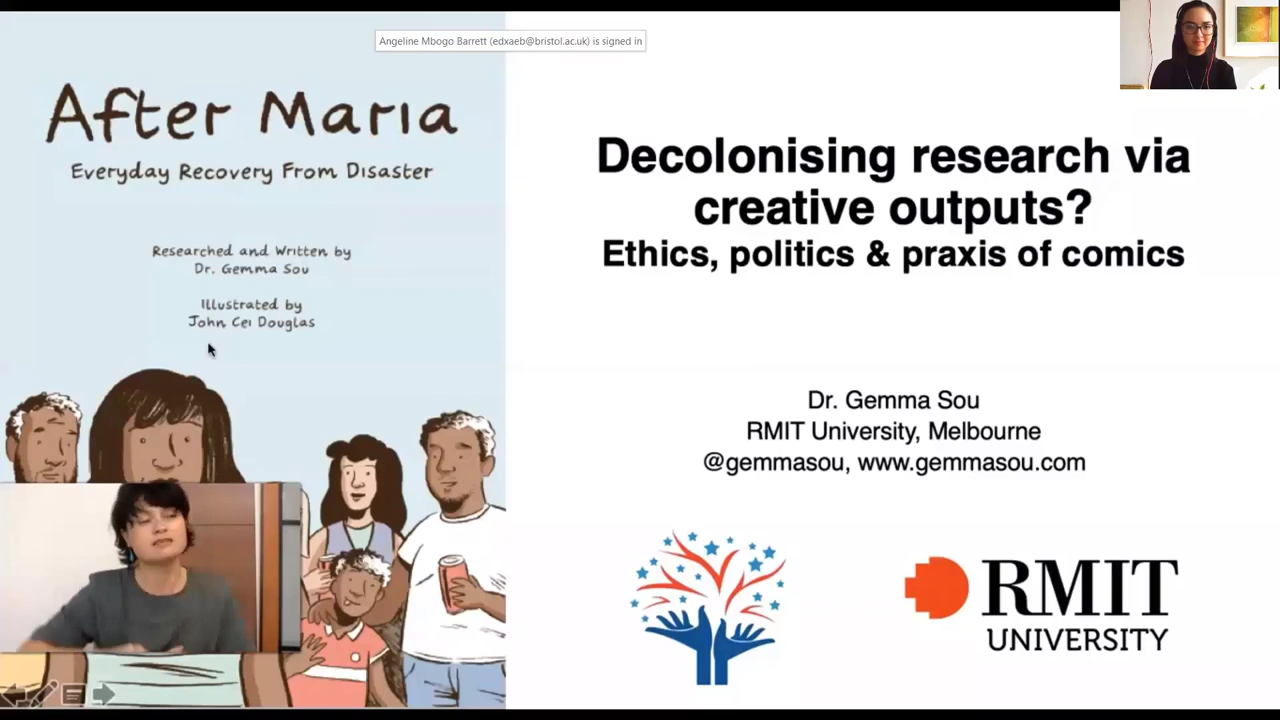 Angeline Mbogo Barrett (edxaeb@bristol.ac.uk) is signed in
After Maria
Everyday Recovery From Disaster
Researched and Written by
Dr. Gemma Sou
Illustrated by
John Cei Douglas
Decolonising research via
creative outputs?
Ethics, politics & praxis of comics
Dr. Gemma Sou
RMIT University, Melbourne
@gemmasou, www.gemmasou.com
RMIT
UNIVERSITY